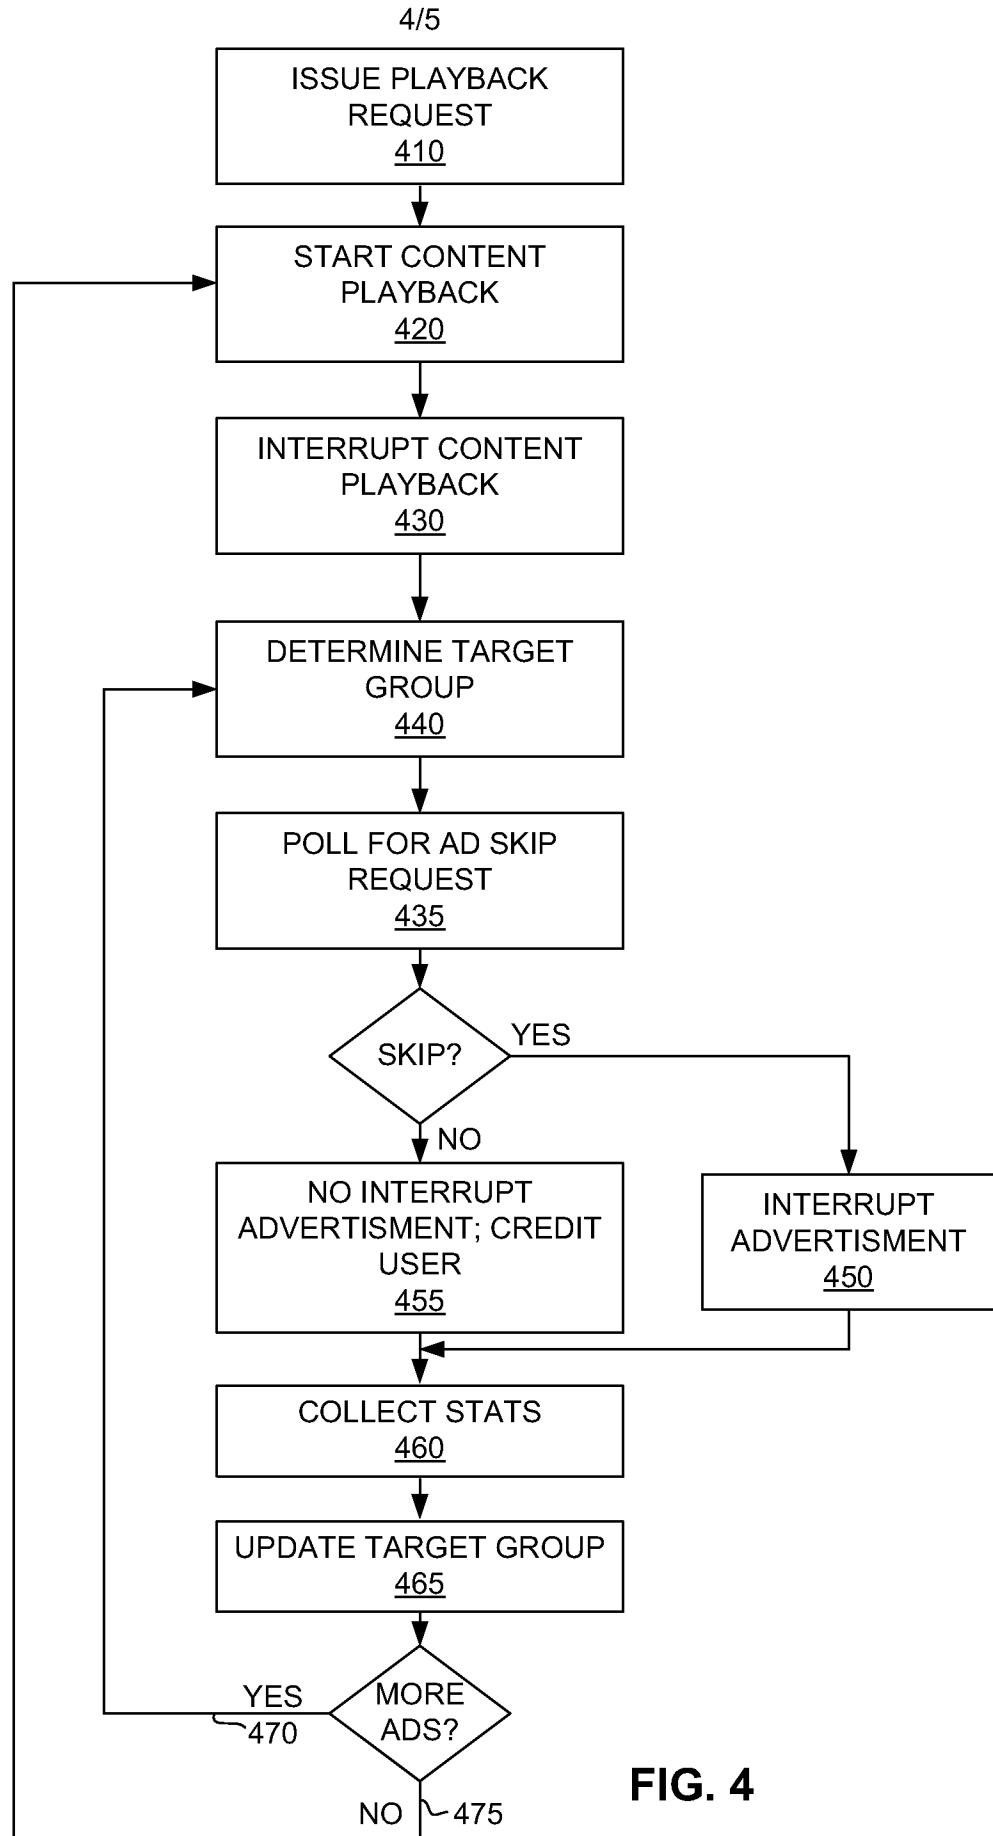 4/5
ISSUE PLAYBACK
REQUEST
410
START CONTENT
PLAYBACK
420
INTERRUPT CONTENT
PLAYBACK
430
DETERMINE TARGET
GROUP
440
POLL FOR AD SKIP
REQUEST
435
SKIP?
YES
NO
NO INTERRUPT
ADVERTISMENT; CREDIT
USER
455
INTERRUPT
ADVERTISMENT
450
COLLECT STATS
460
UPDATE TARGET GROUP
465
MORE
ADS?
YES
470
NO
475
FIG. 4